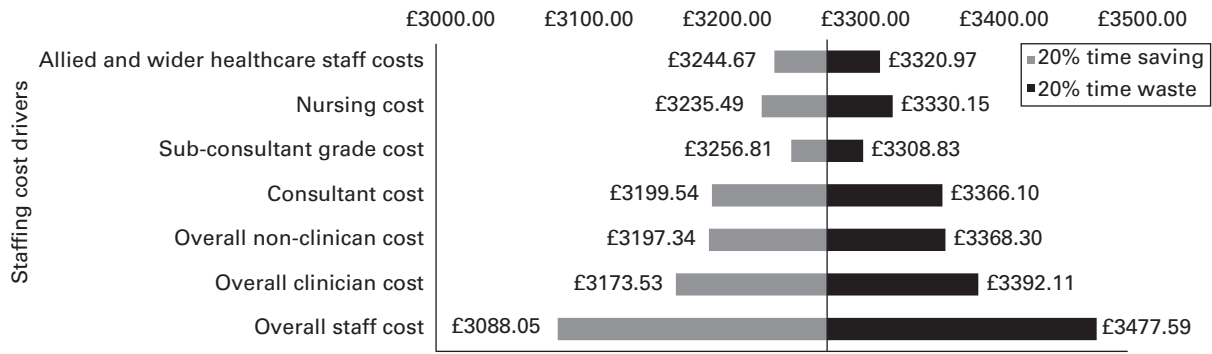 £3000.00 £3100.00 £3200.00 £3300.00 £3400.00 £3500.00
Staffing cost drivers
Allied and wider healthcare staff costs £3244.67 £3320.97
Nursing cost £3235.49 £3330.15
Sub-consultant grade cost £3256.81 £3308.83
Consultant cost £3199.54 £3366.10
Overall non-clinican cost £3197.34 £3368.30
Overall clinician cost £3173.53 £3392.11
Overall staff cost £3088.05 £3477.59
20% time saving
20% time waste